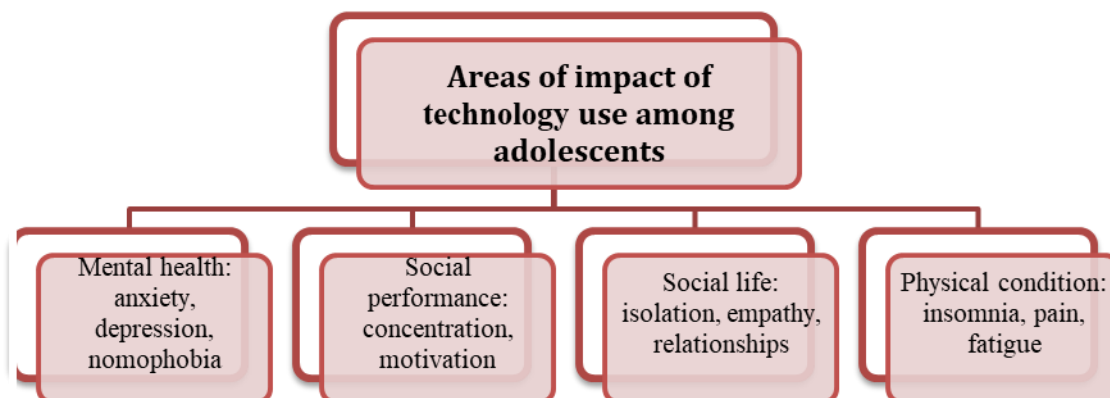 Areas of impact of
technology use among
adolescents
Mental health:
anxiety,
depression,
nomophobia
Social
performance:
concentration,
motivation
Social life:
isolation, empathy,
relationships
Physical condition:
insomnia, pain,
fatigue